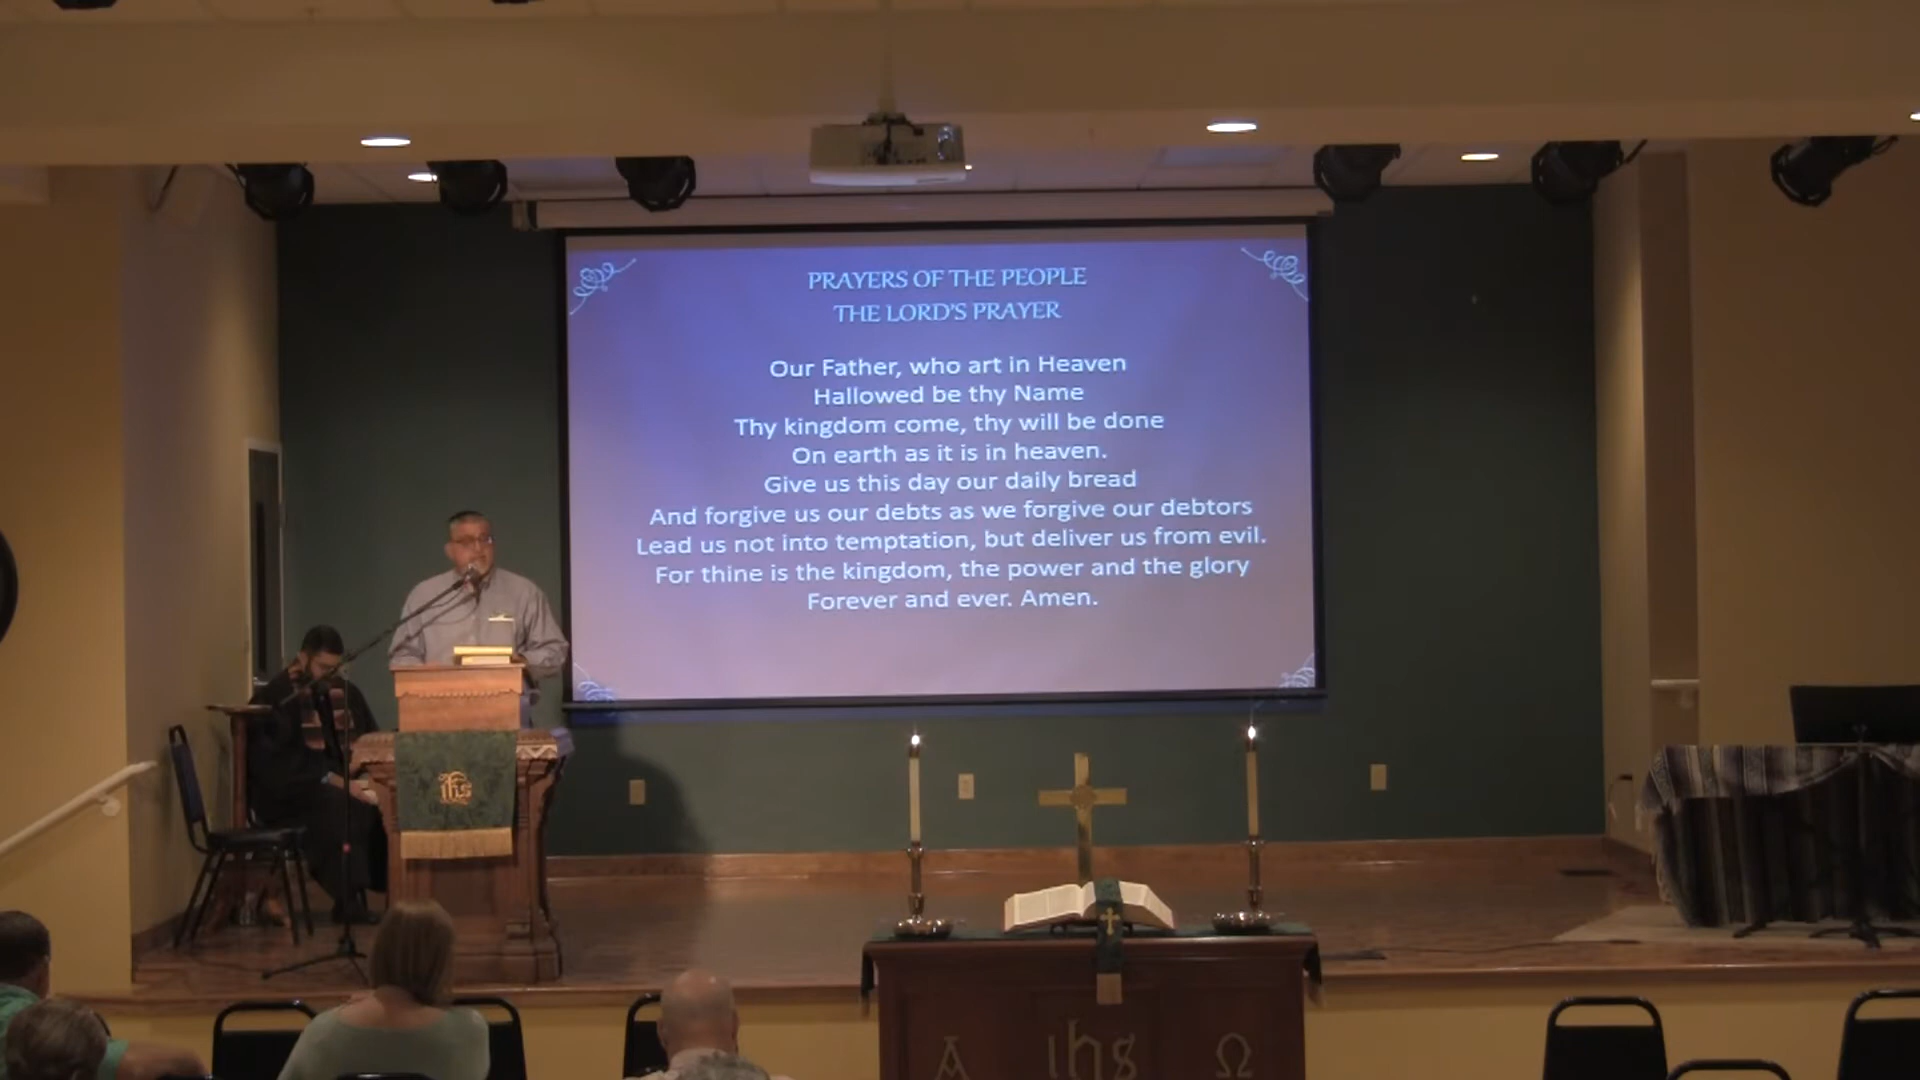 PRAYERS OF THE PEOPLE
THE LORD'S PRAYER
Our Father, who art in Heaven
Hallowed be thy Name
Thy kingdom come, thy will be done
On earth as it is in heaven.
Give us this day our daily bread
And forgive us our debts as we forgive our debtors
Lead us not into temptation, but deliver us from evil.
For thine is the kingdom, the power and the glory
Forever and ever. Amen.
ihs
Α ihs Ω